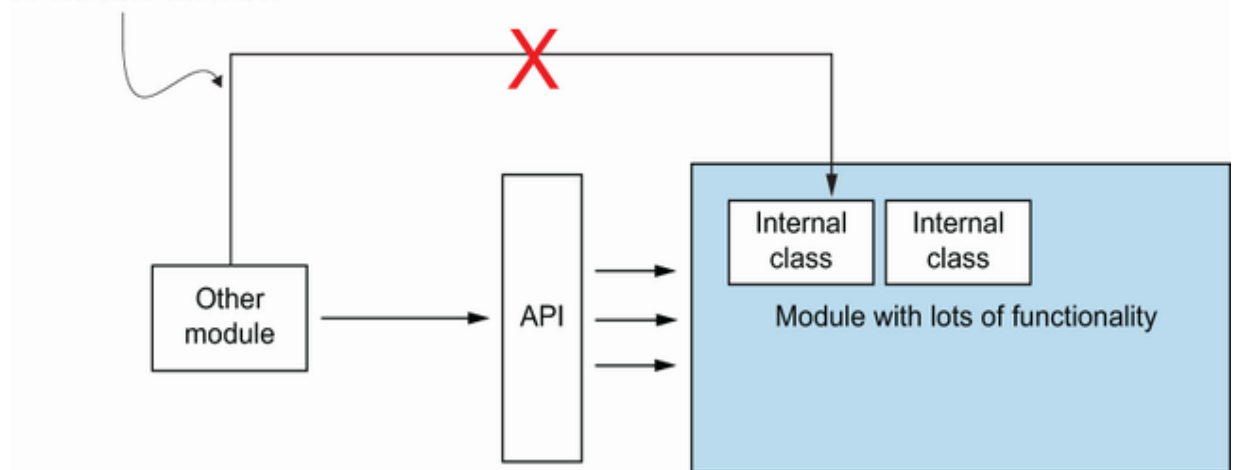 X
Internal
class
Internal
class
Other
module
API
Module with lots of functionality